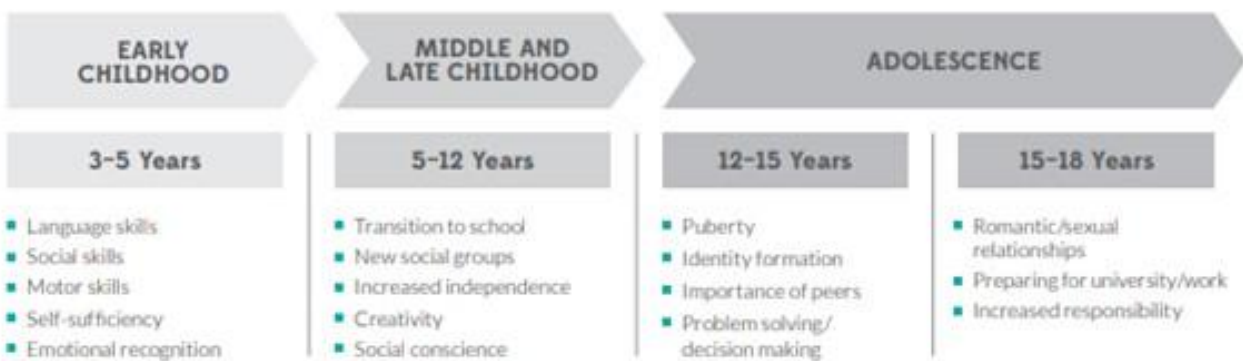 EARLY
CHILDHOOD
MIDDLE AND
LATE CHILDHOOD
ADOLESCENCE
3-5 Years
Language skills
Social skills
Motor skills
Self-sufficiency
Emotional recognition
5-12 Years
Transition to school
New social groups
Increased independence
Creativity
Social conscience
12-15 Years
Puberty
Identity formation
Importance of peers
Problem solving/
decision making
15-18 Years
Romantic/sexual
relationships
Preparing for university/work
Increased responsibility